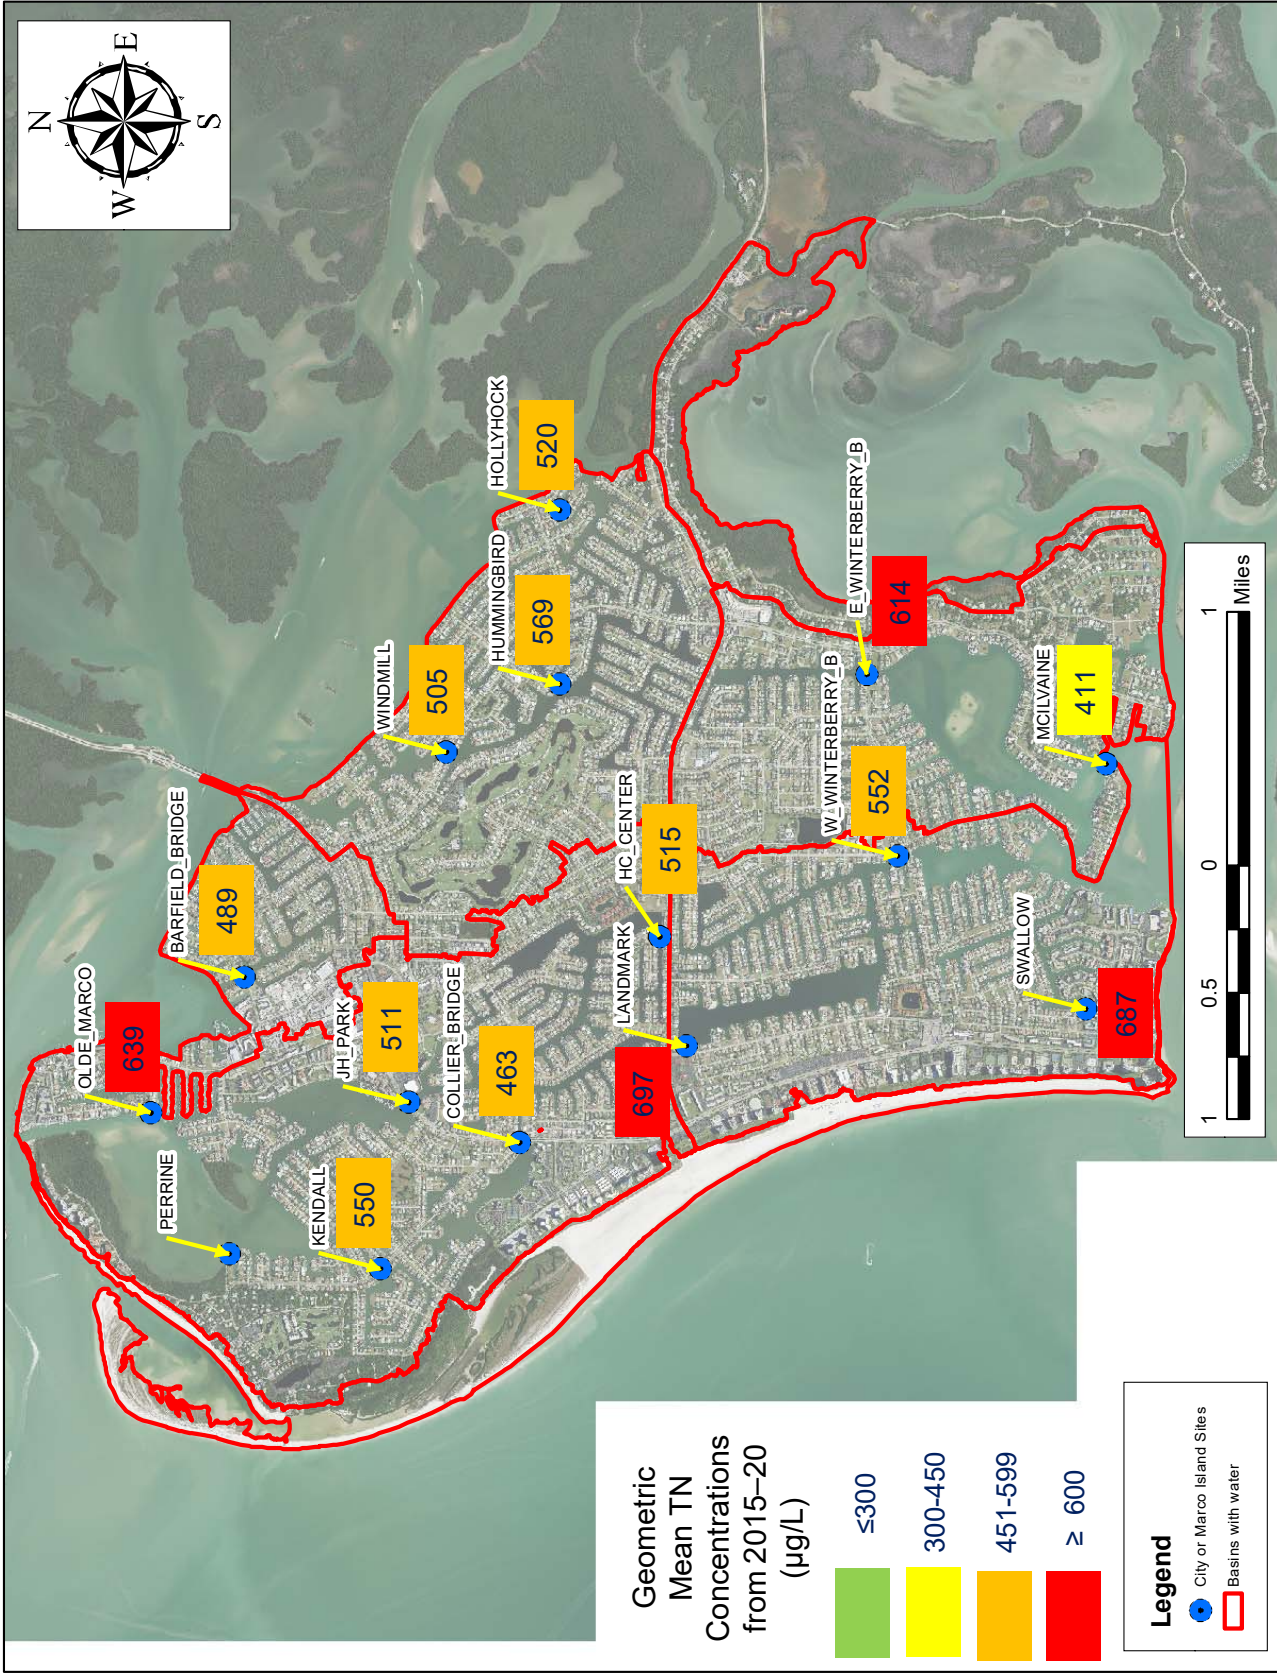 N
W
E
S
OLDE_MARCO
639
BARFIELD_BRIDGE
489
PERRINE
WINDMILL
505
HOLLYHOCK
520
HUMMINGBIRD
569
JH_PARK
511
KENDALL
550
COLLIER_BRIDGE
463
HC_CENTER
515
LANDMARK
697
E_WINTERBERRY_B
614
W_WINTERBERRY_B
552
MCILVAINE
411
SWALLOW
687
Geometric
Mean TN
Concentrations
from 2015–20
(µg/L)
≤300
300-450
451-599
≥ 600
Legend
City or Marco Island Sites
Basins with water
1
0.5
0
1
Miles